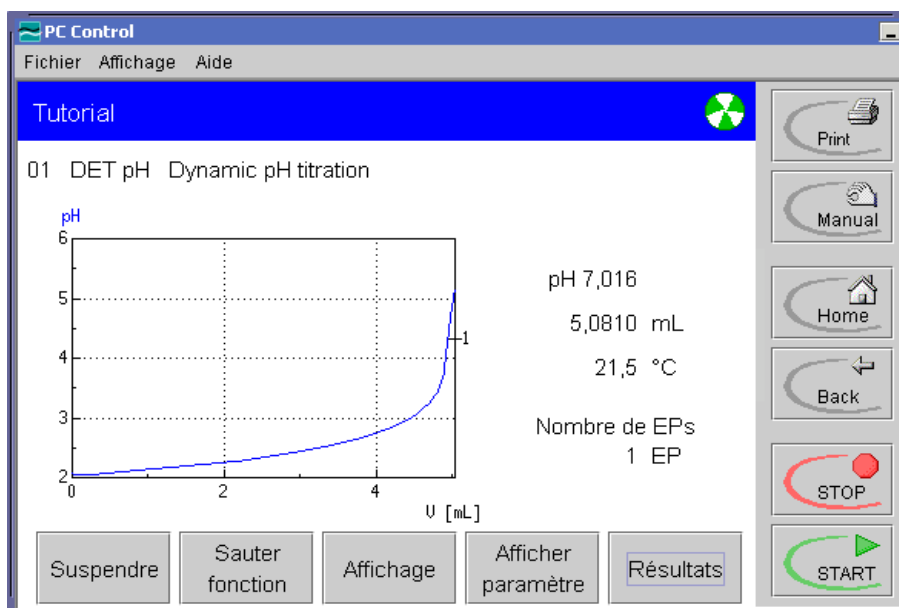 PC Control
Fichier Affichage Aide
Tutorial
01 DET pH Dynamic pH titration
pH
6
5
4
3
2
0
2
4
V [mL]
1
pH 7,016
5,0810 mL
21,5 °C
Nombre de EPs
1 EP
Suspendre
Sauter
fonction
Affichage
Afficher
paramètre
Résultats
Print
Manual
Home
Back
STOP
START